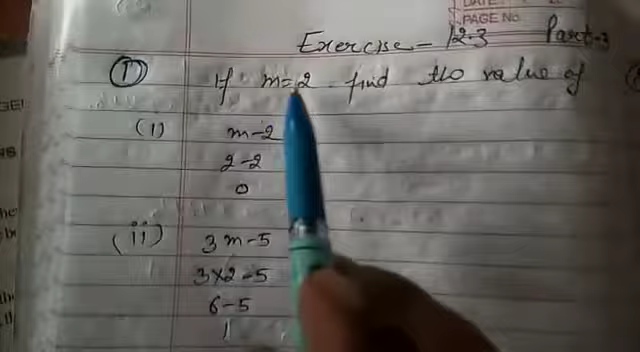 DATE
PAGE No
Exercise - 12.3 Part-
(1) If m=2 find the value of
(i) m-2
2-2
0
(ii) 3m-5
3×2-5
6-5
1